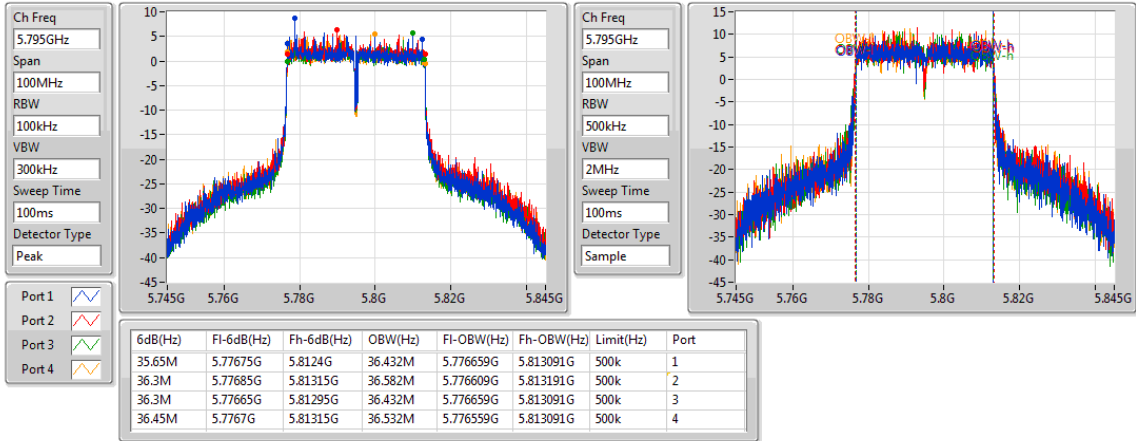 Ch Freq
5.795GHz
Span
100MHz
RBW
100kHz
VBW
300kHz
Sweep Time
100ms
Detector Type
Peak
10
5
0
-5
-10
-15
-20
-25
-30
-35
-40
-45
5.745G 5.76G 5.78G 5.8G 5.82G 5.845G
Ch Freq
5.795GHz
Span
100MHz
RBW
500kHz
VBW
2MHz
Sweep Time
100ms
Detector Type
Sample
15
10
5
0
-5
-10
-15
-20
-25
-30
-35
-40
-45
5.745G 5.76G 5.78G 5.8G 5.82G 5.845G
Port 1
Port 2
Port 3
Port 4
6dB(Hz) Fl-6dB(Hz) Fh-6dB(Hz) OBW(Hz) Fl-OBW(Hz) Fh-OBW(Hz) Limit(Hz) Port
35.65M 5.77675G 5.8124G 36.432M 5.776659G 5.813091G 500k 1
36.3M 5.77685G 5.81315G 36.582M 5.776609G 5.813191G 500k 2
36.3M 5.77665G 5.81295G 36.432M 5.776659G 5.813091G 500k 3
36.45M 5.7767G 5.81315G 36.532M 5.776559G 5.813091G 500k 4